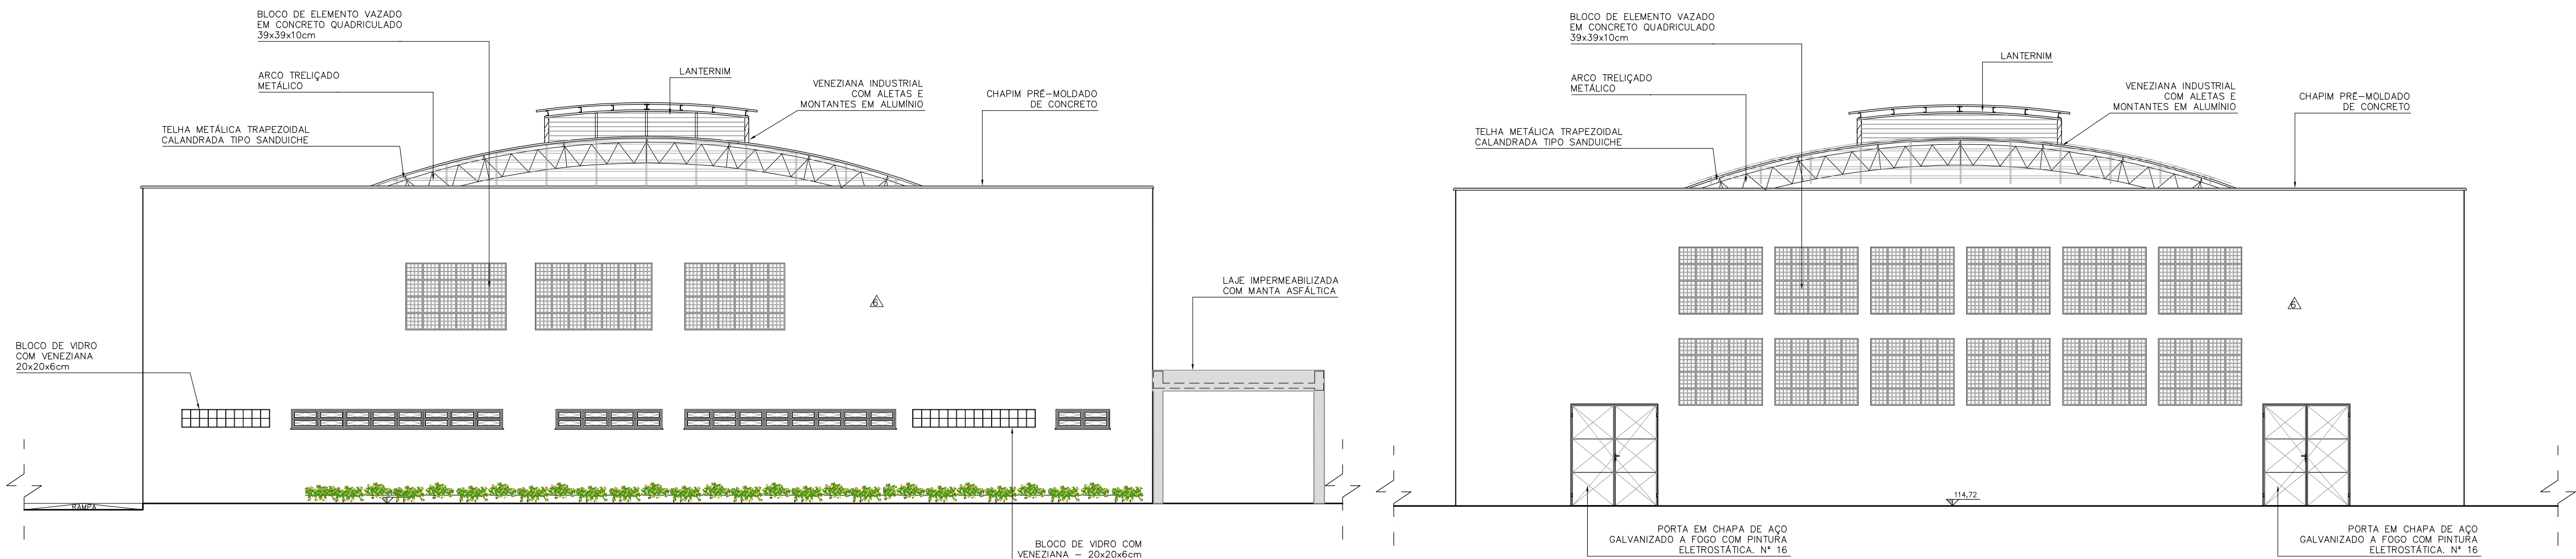 BLOCO DE ELEMENTO VAZADO
EM CONCRETO QUADRICULADO
39x39x10cm
ARCO TRELIÇADO
METÁLICO
TELHA METÁLICA TRAPEZOIDAL
CALANDRADA TIPO SANDUICHE
LANTERNIM
VENEZIANA INDUSTRIAL
COM ALETAS E
MONTANTES EM ALUMÍNIO
CHAPIM PRÉ-MOLDADO
DE CONCRETO
6
LAJE IMPERMEABILIZADA
COM MANTA ASFÁLTICA
BLOCO DE VIDRO
COM VENEZIANA
20x20x6cm
RAMPA
BLOCO DE VIDRO COM
VENEZIANA - 20x20x6cm
BLOCO DE ELEMENTO VAZADO
EM CONCRETO QUADRICULADO
39x39x10cm
ARCO TRELIÇADO
METÁLICO
TELHA METÁLICA TRAPEZOIDAL
CALANDRADA TIPO SANDUICHE
LANTERNIM
VENEZIANA INDUSTRIAL
COM ALETAS E
MONTANTES EM ALUMÍNIO
CHAPIM PRÉ-MOLDADO
DE CONCRETO
6
114,72
PORTA EM CHAPA DE AÇO
GALVANIZADO A FOGO COM PINTURA
ELETROSTÁTICA. N° 16
PORTA EM CHAPA DE AÇO
GALVANIZADO A FOGO COM PINTURA
ELETROSTÁTICA. N° 16